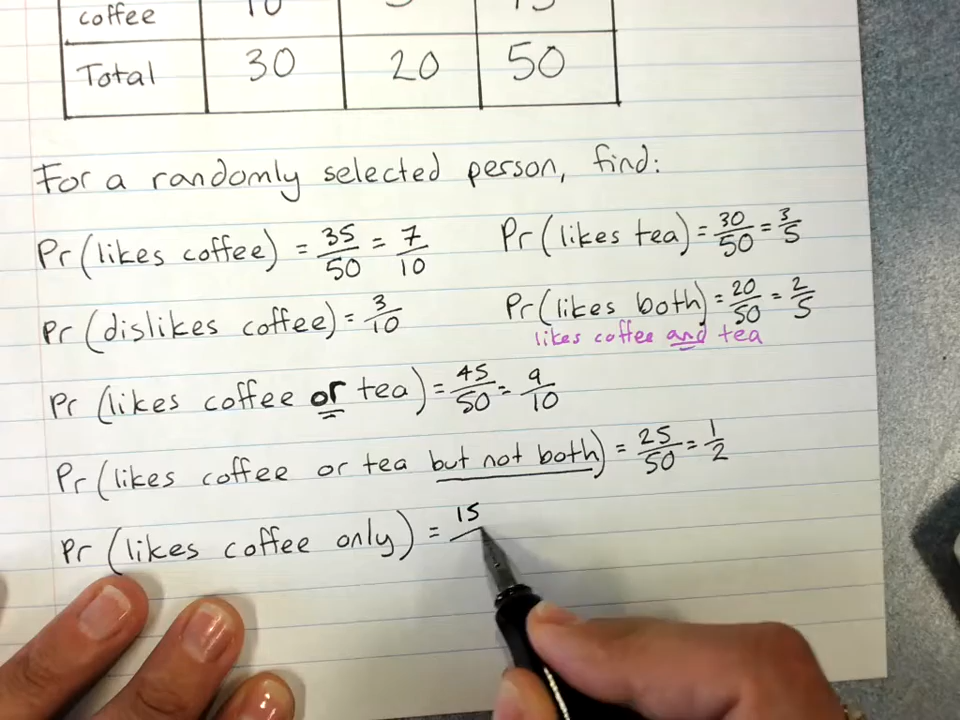 coffee 10 5 15
Total 30 20 50
For a randomly selected person, find:
Pr (likes coffee) = 35/50 = 7/10 Pr (likes tea) = 30/50 = 3/5
Pr (dislikes coffee) = 3/10 Pr (likes both) = 20/50 = 2/5
likes coffee and tea
Pr (likes coffee or tea) = 45/50 = 9/10
Pr (likes coffee or tea but not both) = 25/50 = 1/2
Pr (likes coffee only) = 15